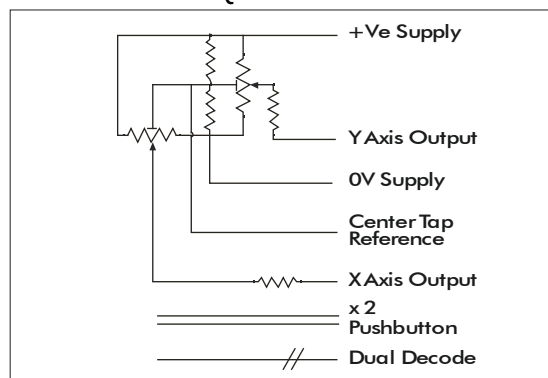 +Ve Supply
Y Axis Output
0V Supply
Center Tap
Reference
X Axis Output
x 2
Pushbutton
Dual Decode